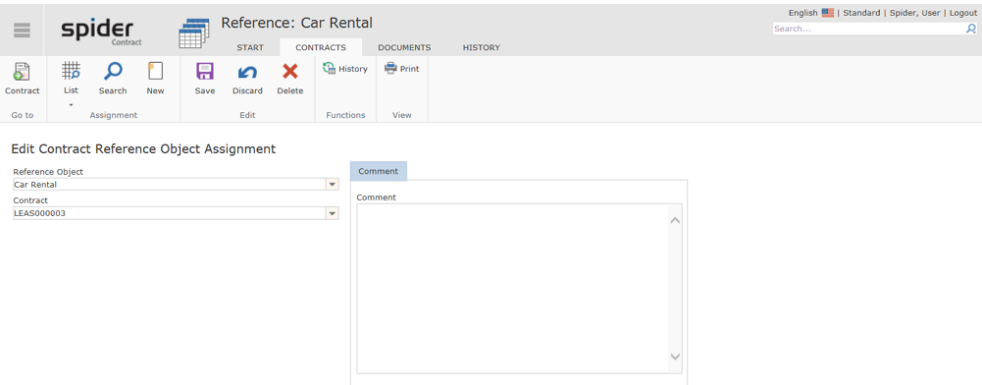 English | Standard | Spider, User | Logout
Search...
spider
Contract
Reference: Car Rental
START CONTRACTS DOCUMENTS HISTORY
Contract List Search New Save Discard Delete History Print
Go to Assignment Edit Functions View
Edit Contract Reference Object Assignment
Reference Object
Car Rental
Contract
LEAS000003
Comment
Comment